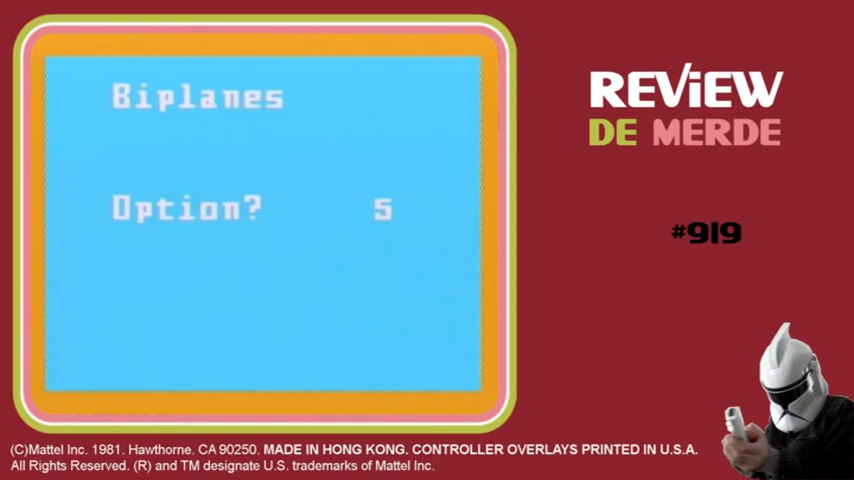 Biplanes
Option? 5
REViEW
DE MERDE
#919
(C)Mattel Inc. 1981. Hawthorne. CA 90250. MADE IN HONG KONG. CONTROLLER OVERLAYS PRINTED IN U.S.A.
All Rights Reserved. (R) and TM designate U.S. trademarks of Mattel Inc.